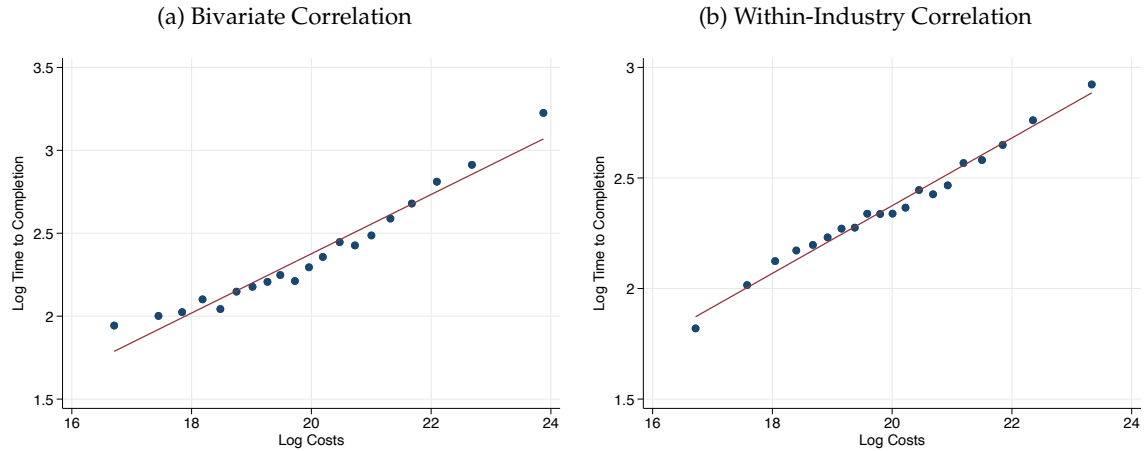 (a) Bivariate Correlation
3.5
3
2.5
2
1.5
Log Time to Completion
16 18 20 22 24
Log Costs
(b) Within-Industry Correlation
3
2.5
2
1.5
Log Time to Completion
16 18 20 22 24
Log Costs